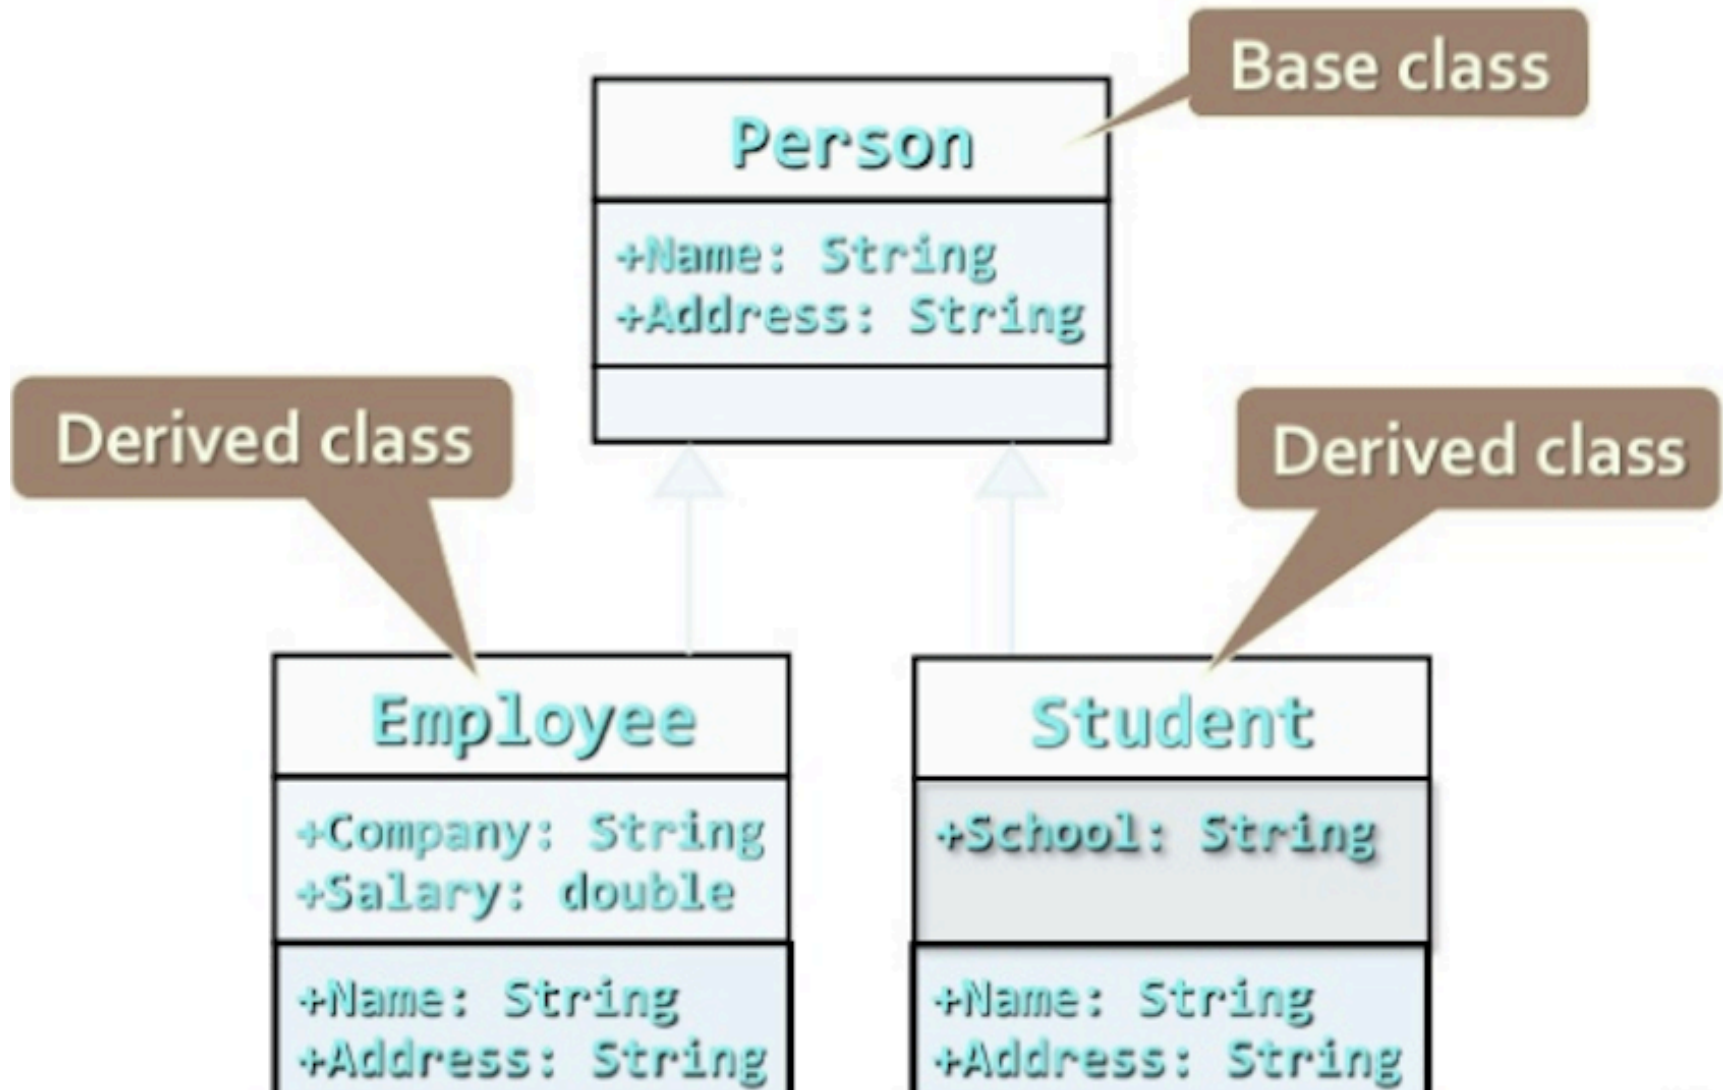 Base class
Person
+Name: String
+Address: String
Derived class
Derived class
Employee
+Company: String
+Salary: double
+Name: String
+Address: String
Student
+School: String
+Name: String
+Address: String